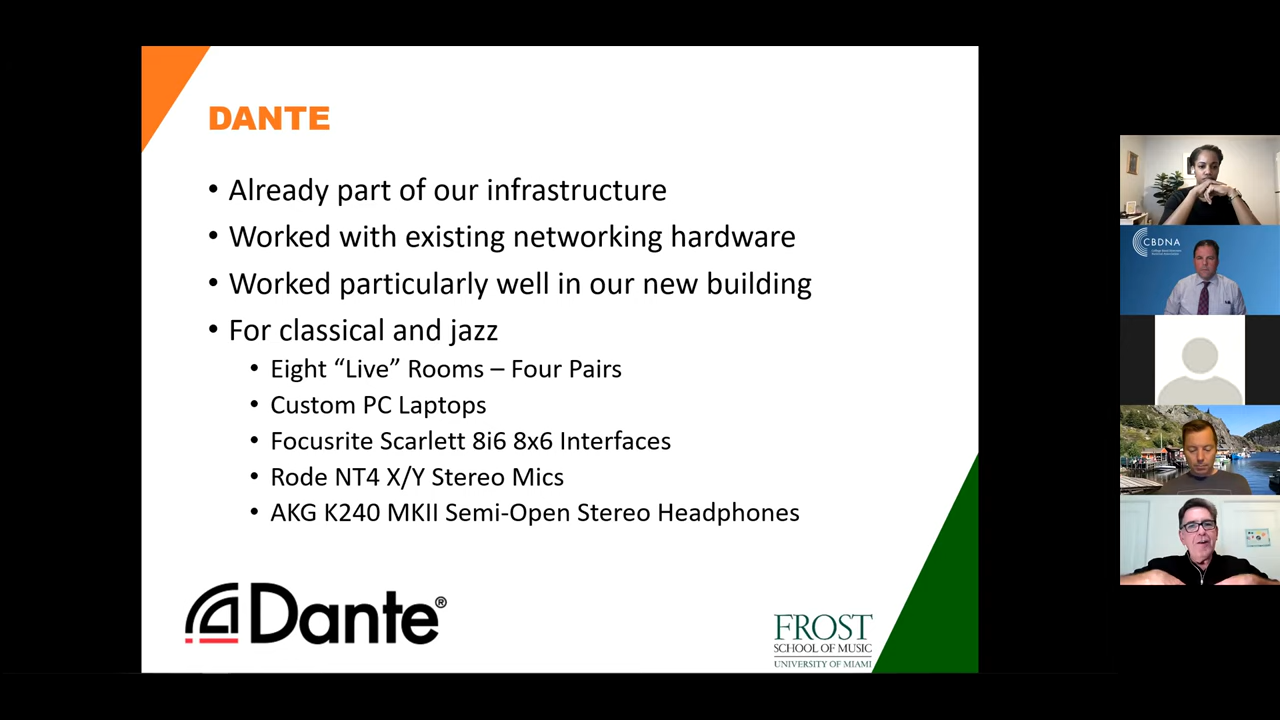 DANTE
• Already part of our infrastructure
• Worked with existing networking hardware
• Worked particularly well in our new building
• For classical and jazz
• Eight “Live” Rooms – Four Pairs
• Custom PC Laptops
• Focusrite Scarlett 8i6 8x6 Interfaces
• Rode NT4 X/Y Stereo Mics
• AKG K240 MKII Semi-Open Stereo Headphones
Dante®
FROST
SCHOOL OF MUSIC
UNIVERSITY OF MIAMI
CBDNA